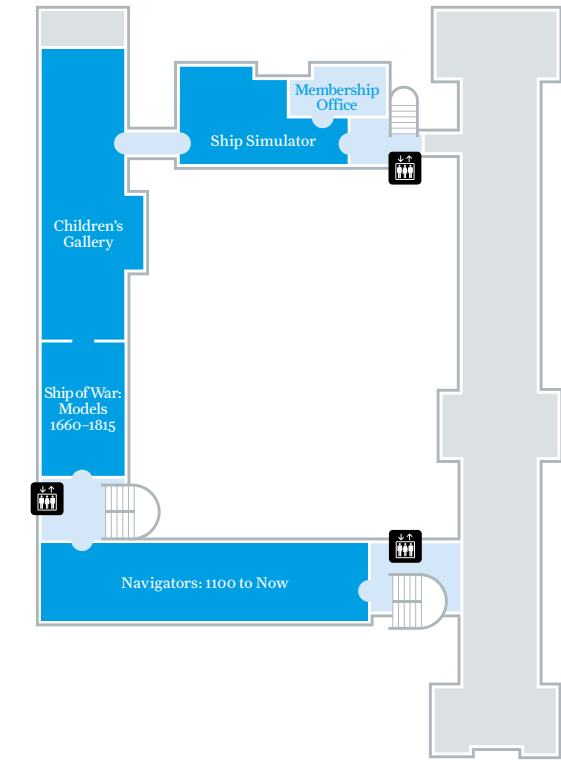 Membership
Office
Ship Simulator
Children's
Gallery
Ship of War:
Models
1660–1815
Navigators: 1100 to Now